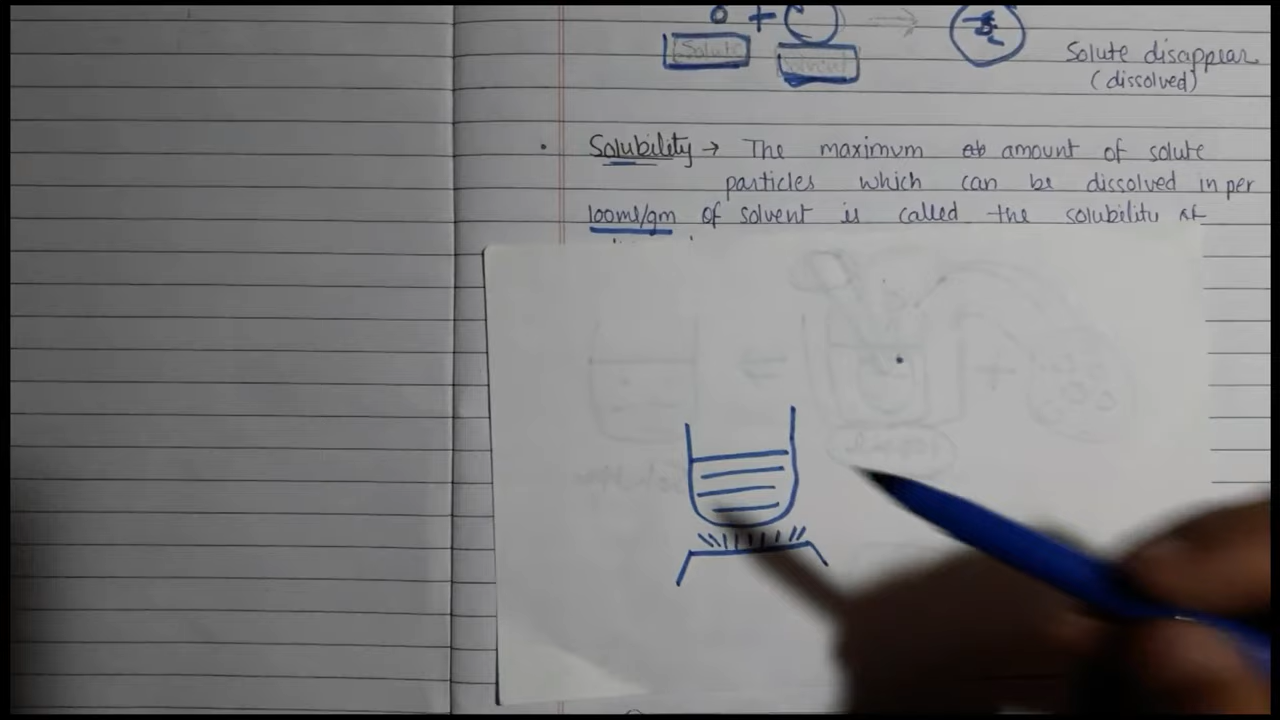 + →
Solute Solvent
Solute disappear
(dissolved)
• Solubility → The maximum amount of solute
particles which can be dissolved in per
100ml/gm of solvent is called the solubility of